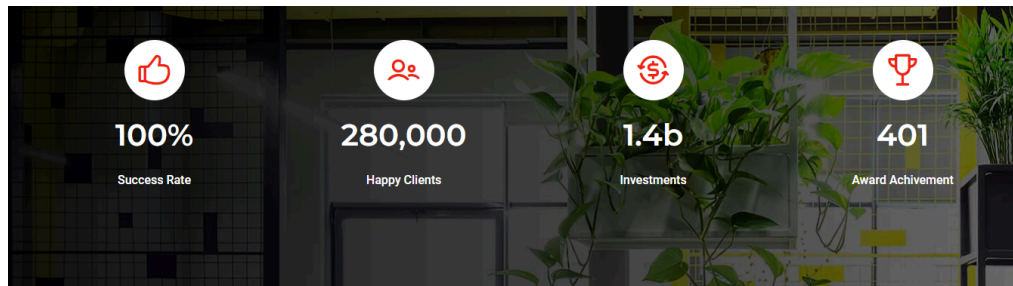 100%
Success Rate
280,000
Happy Clients
1.4b
Investments
401
Award Achivement